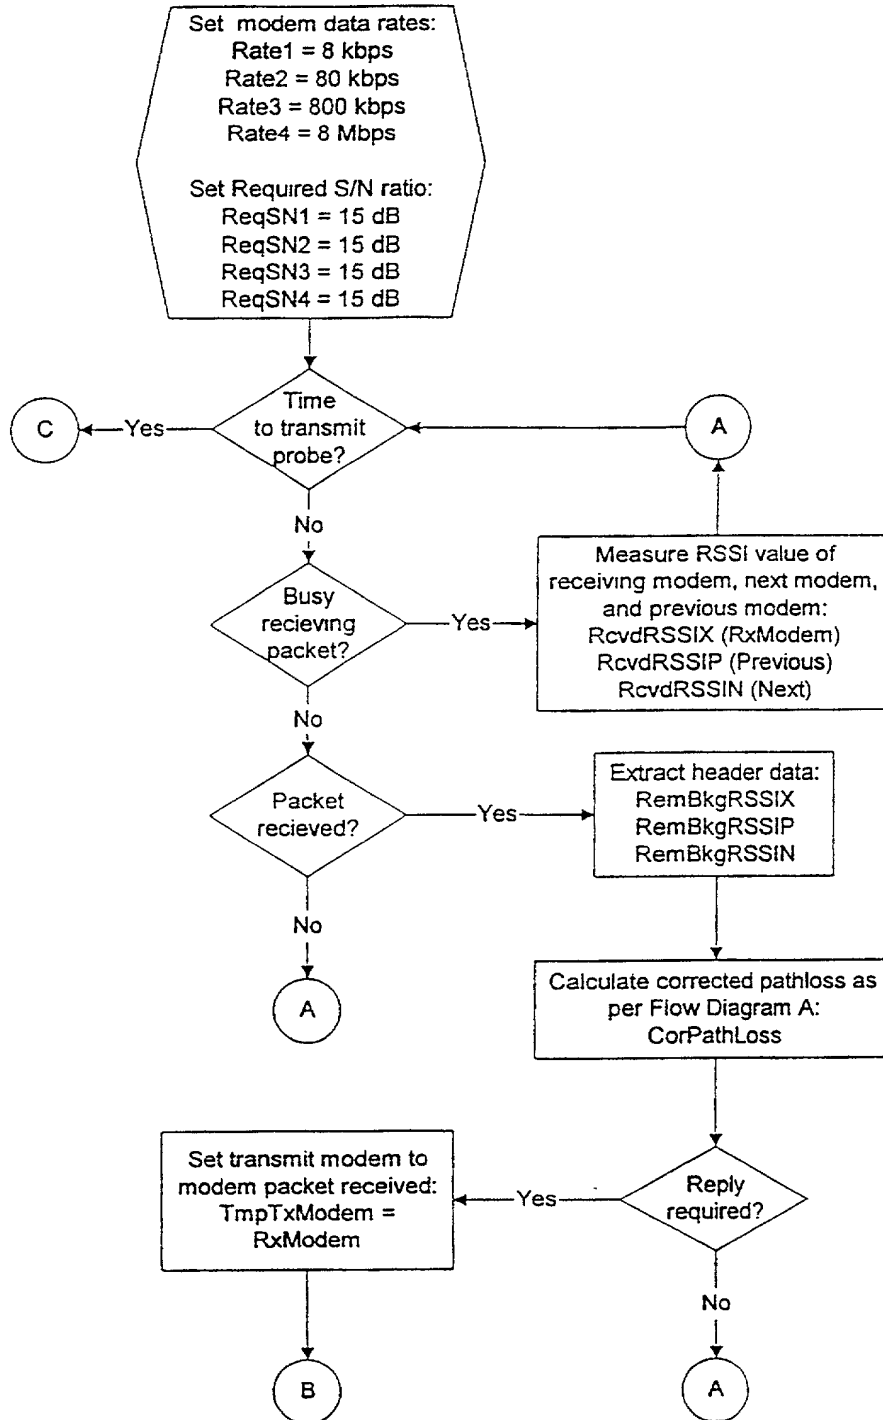 Set modem data rates:
Rate1 = 8 kbps
Rate2 = 80 kbps
Rate3 = 800 kbps
Rate4 = 8 Mbps
Set Required S/N ratio:
ReqSN1 = 15 dB
ReqSN2 = 15 dB
ReqSN3 = 15 dB
ReqSN4 = 15 dB
Time
to transmit
probe?
Yes
C
A
No
Busy
recieving
packet?
Yes
Measure RSSI value of
receiving modem, next modem,
and previous modem:
RcvdRSSIX (RxModem)
RcvdRSSIP (Previous)
RcvdRSSIN (Next)
No
Packet
recieved?
Yes
Extract header data:
RemBkgRSSIX
RemBkgRSSIP
RemBkgRSSIN
No
A
Calculate corrected pathloss as
per Flow Diagram A:
CorPathLoss
Reply
required?
Yes
Set transmit modem to
modem packet received:
TmpTxModem =
RxModem
No
B
A